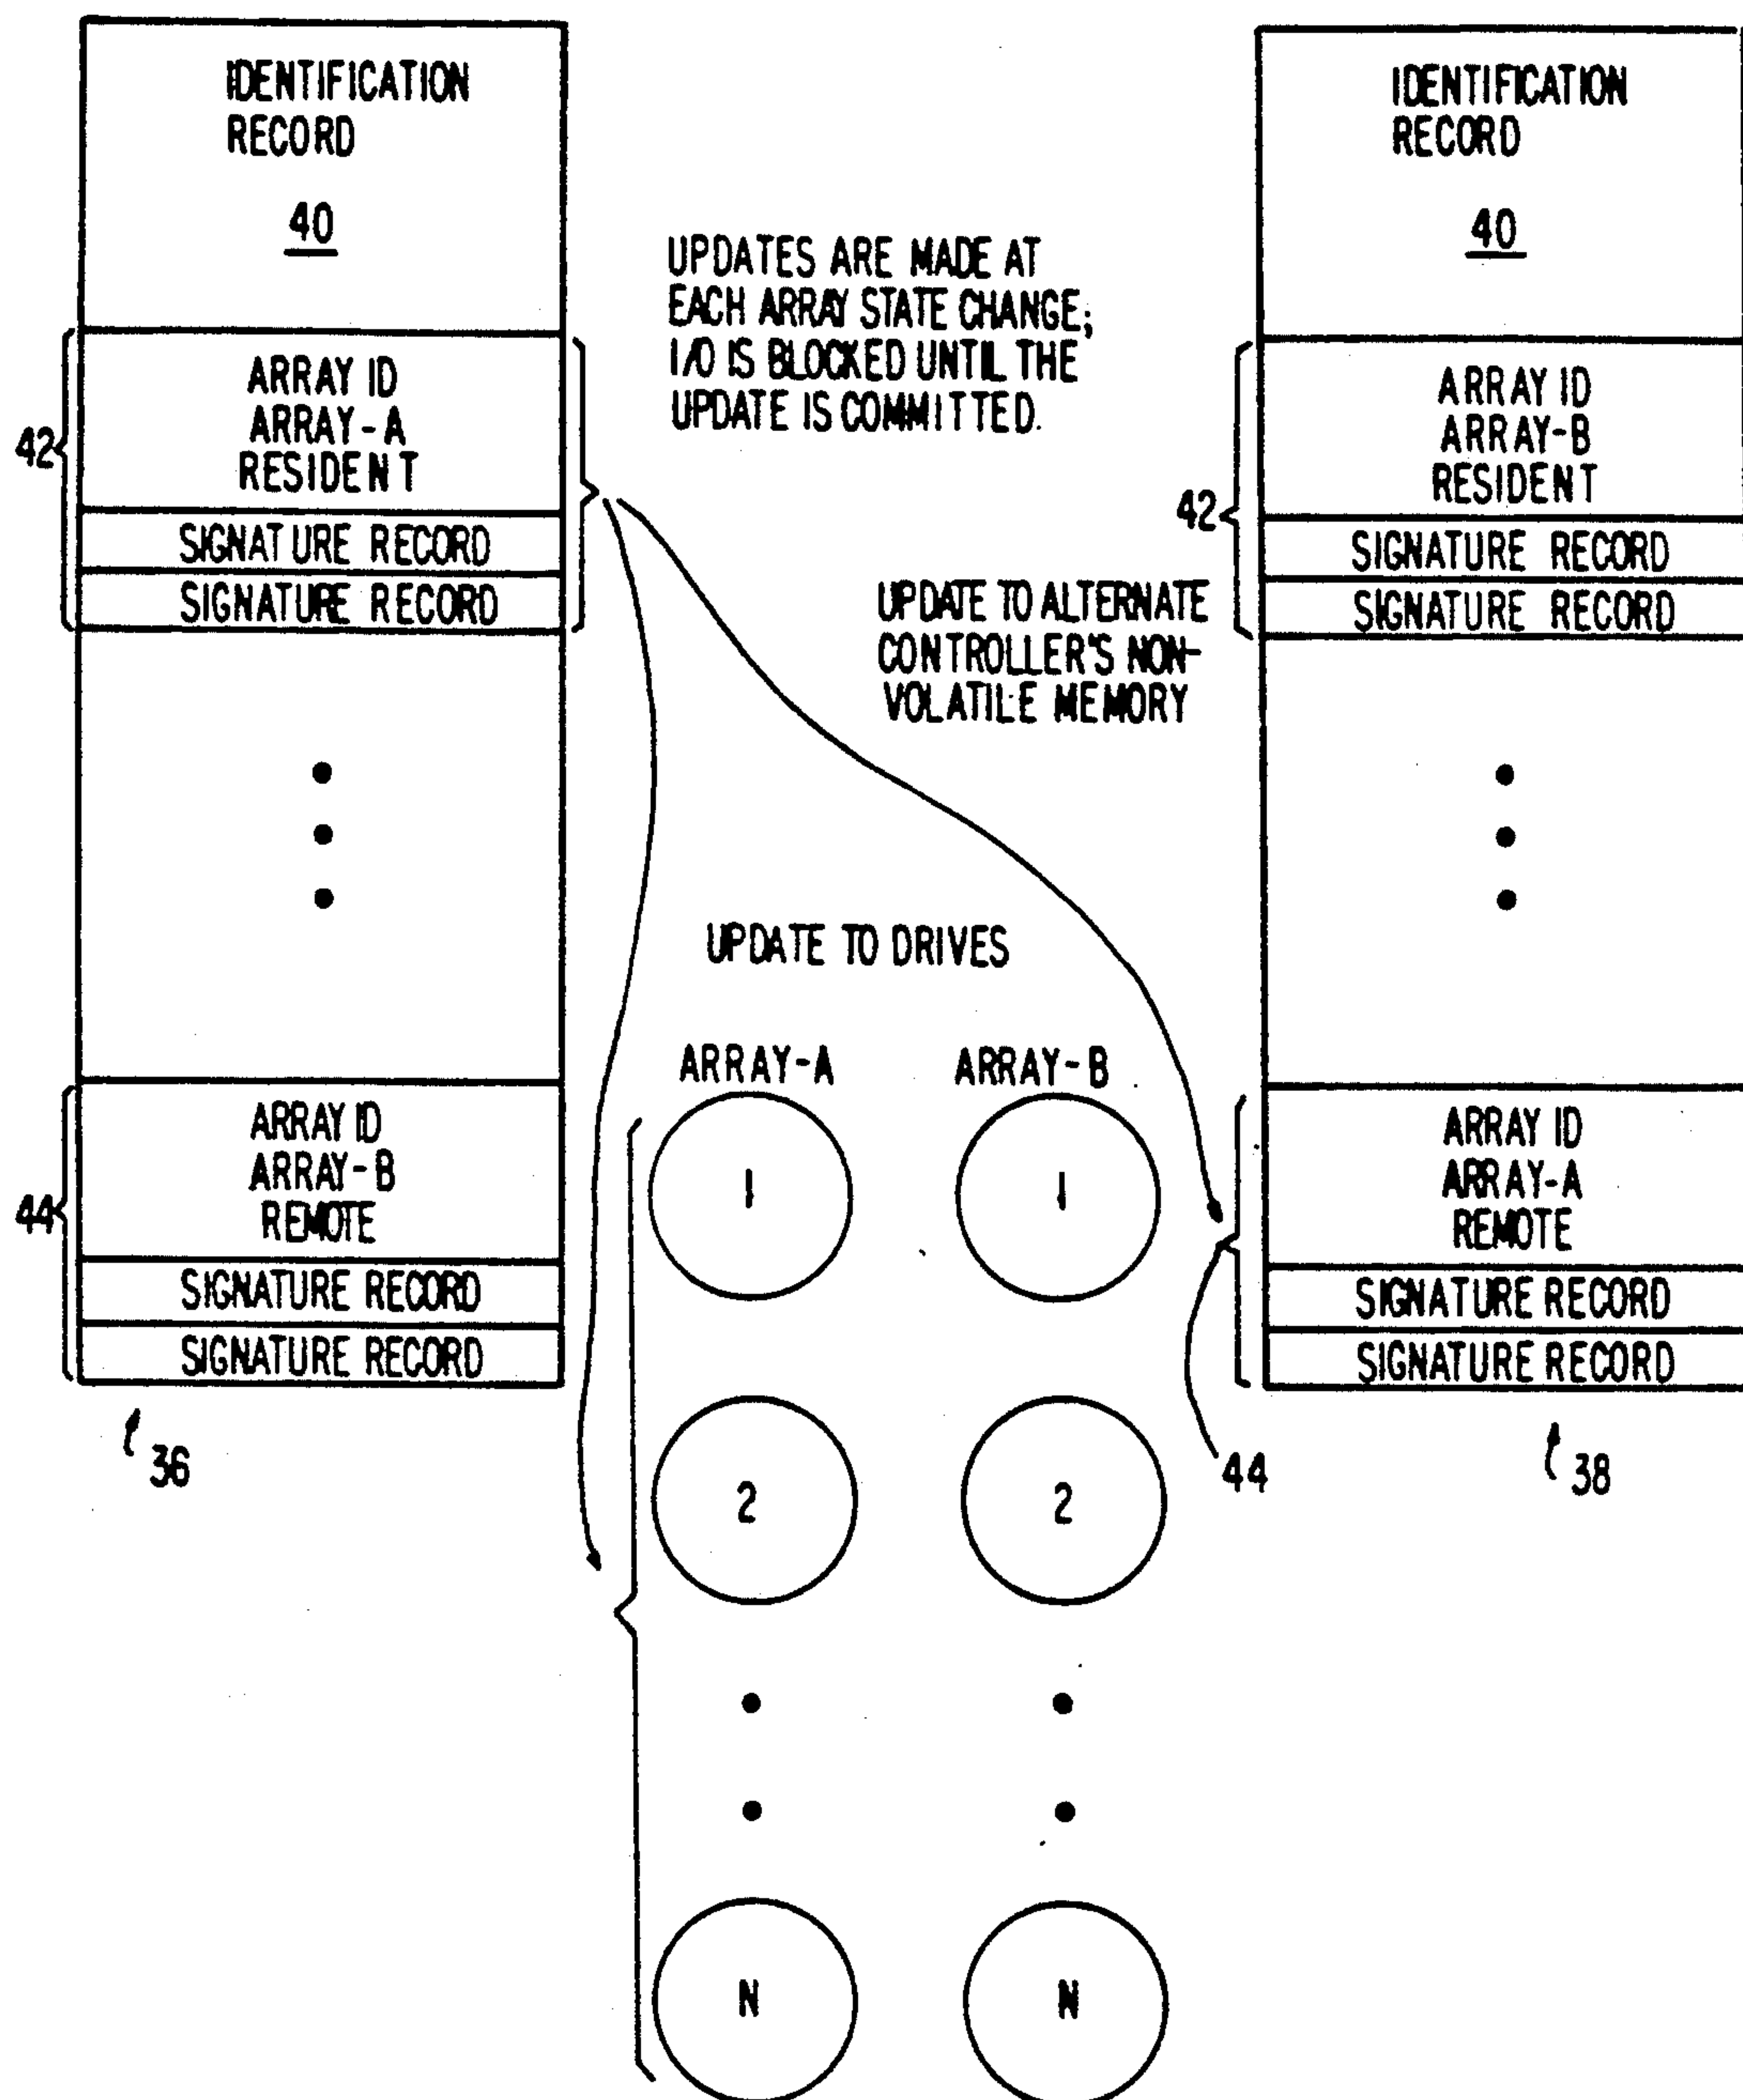 IDENTIFICATION
RECORD
40
42
ARRAY ID
ARRAY-A
RESIDENT
SIGNATURE RECORD
SIGNATURE RECORD
44
ARRAY ID
ARRAY-B
REMOTE
SIGNATURE RECORD
SIGNATURE RECORD
36
UPDATES ARE MADE AT
EACH ARRAY STATE CHANGE;
I/O IS BLOCKED UNTIL THE
UPDATE IS COMMITTED.
UPDATE TO ALTERNATE
CONTROLLER'S NON-
VOLATILE MEMORY
UPDATE TO DRIVES
ARRAY-A
1
2
N
ARRAY-B
1
2
N
IDENTIFICATION
RECORD
40
42
ARRAY ID
ARRAY-B
RESIDENT
SIGNATURE RECORD
SIGNATURE RECORD
ARRAY ID
ARRAY-A
REMOTE
SIGNATURE RECORD
SIGNATURE RECORD
44
38